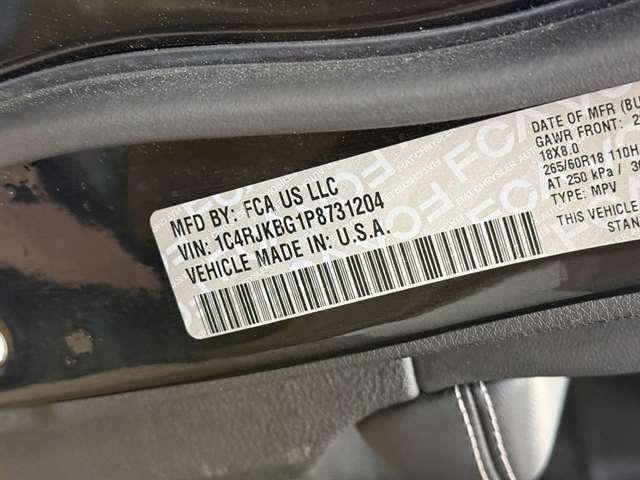 MFD BY: FCA US LLC
VIN: 1C4RJKBG1P8731204
VEHICLE MADE IN: U.S.A.
DATE OF MFR (8U
GAWR FRONT:
18X8.0
265/60R18 110H
AT 250 kPa /
TYPE: MPV
THIS VEHICLE
STAN